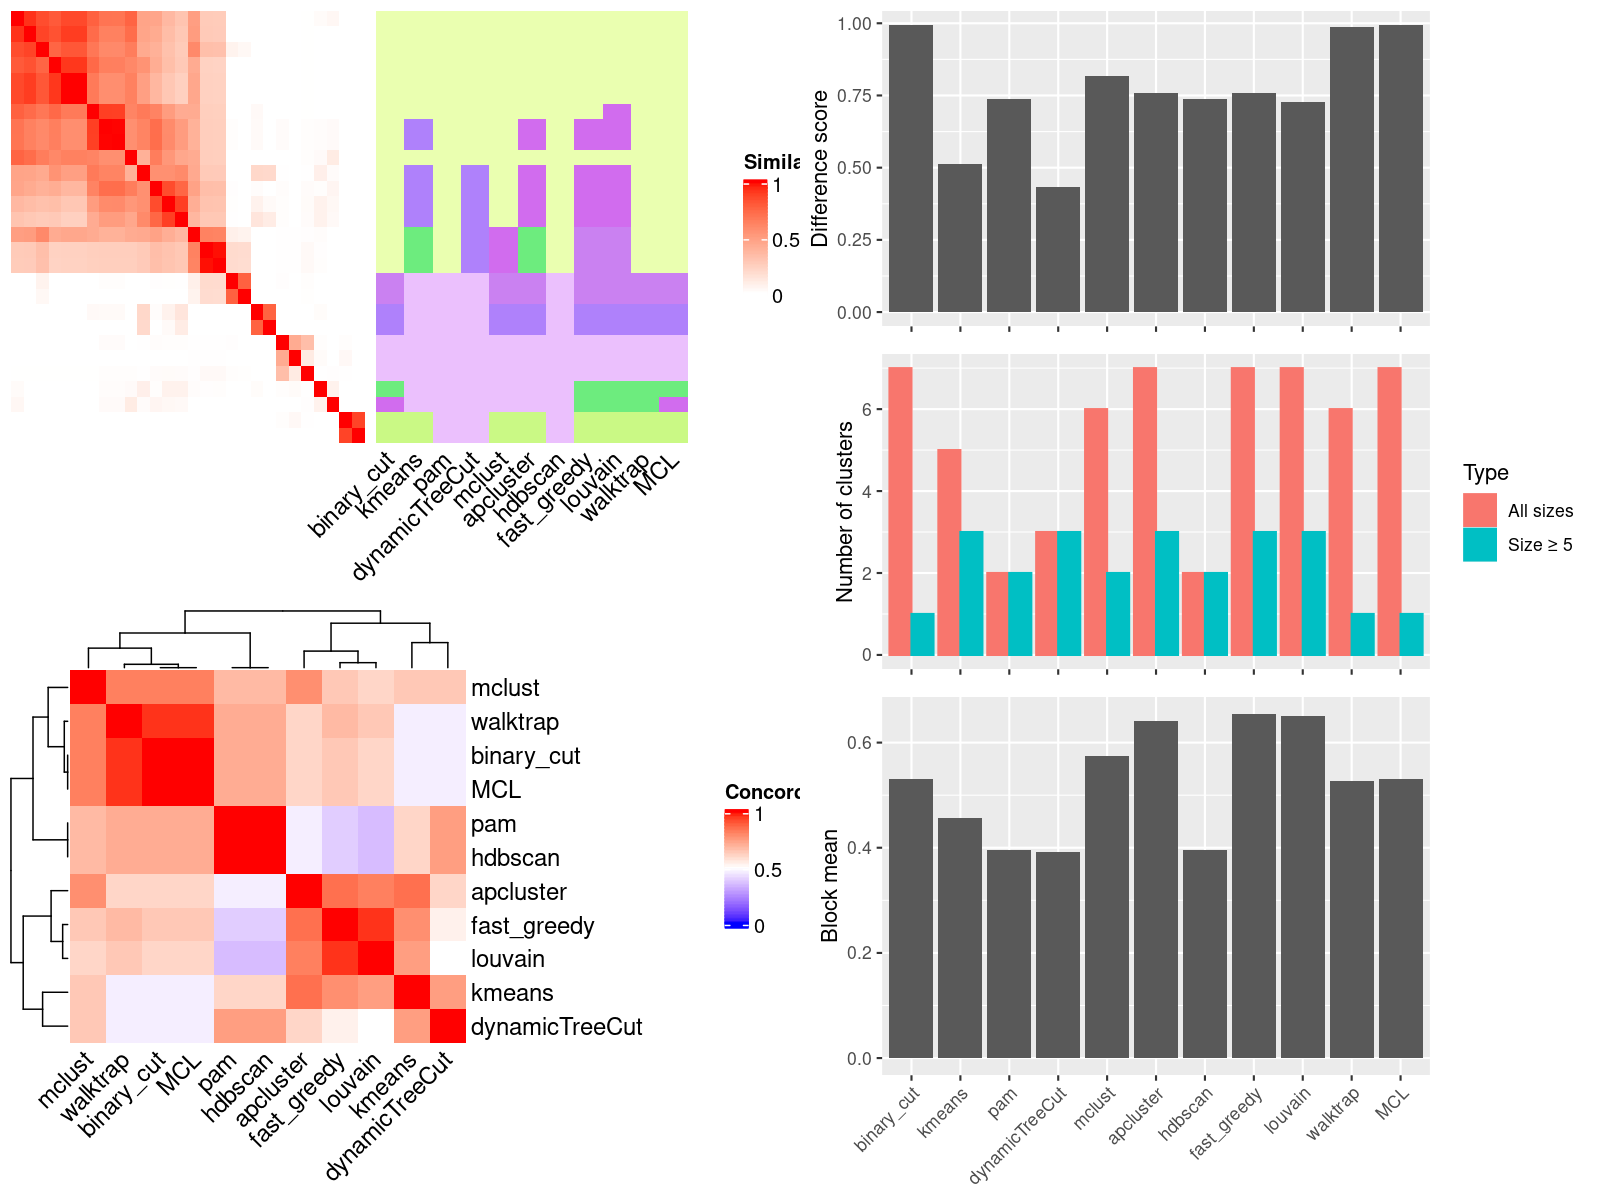 Simila
1
0.5
0
binary_cut
kmeans
pam
dynamicTreeCut
mclust
apcluster
hdbscan
fast_greedy
louvain
walktrap
MCL
mclust
walktrap
binary_cut
MCL
pam
hdbscan
apcluster
fast_greedy
louvain
kmeans
dynamicTreeCut
Concord
1
0.5
0
mclust
walktrap
binary_cut
MCL
pam
hdbscan
apcluster
fast_greedy
louvain
kmeans
dynamicTreeCut
Difference score
1.00
0.75
0.50
0.25
0.00
Number of clusters
6
4
2
0
Type
All sizes
Size ≥ 5
Block mean
0.6
0.4
0.2
0.0
binary_cut
kmeans
pam
dynamicTreeCut
mclust
apcluster
hdbscan
fast_greedy
louvain
walktrap
MCL